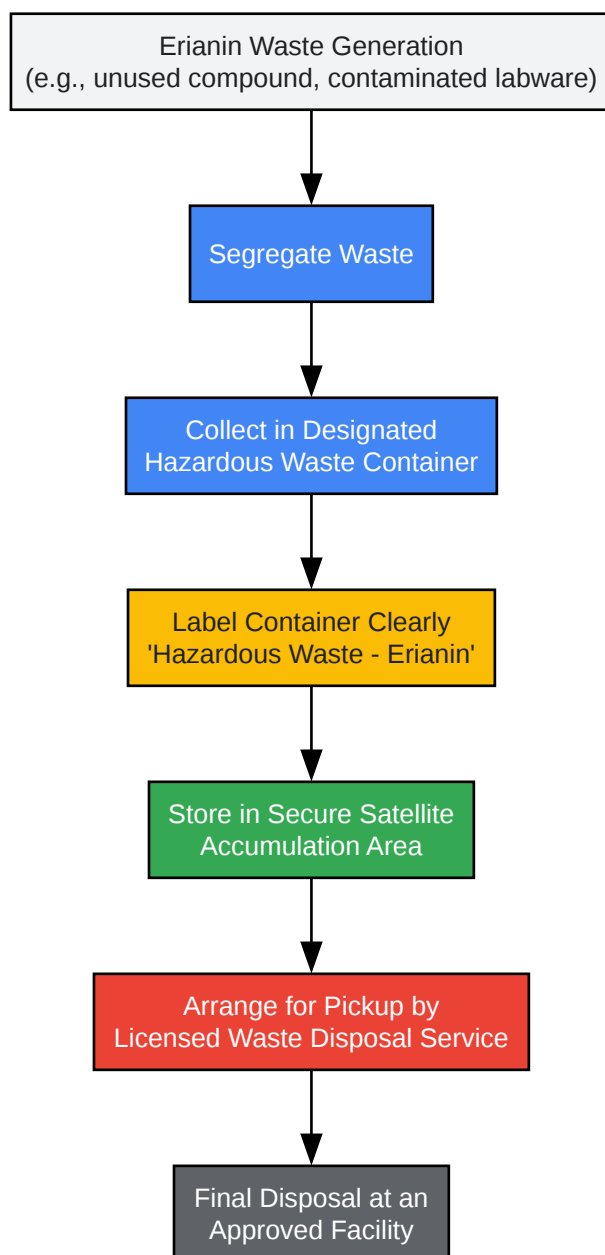 Erianin Waste Generation
(e.g., unused compound, contaminated labware)
Segregate Waste
Collect in Designated
Hazardous Waste Container
Label Container Clearly
'Hazardous Waste - Erianin'
Store in Secure Satellite
Accumulation Area
Arrange for Pickup by
Licensed Waste Disposal Service
Final Disposal at an
Approved Facility